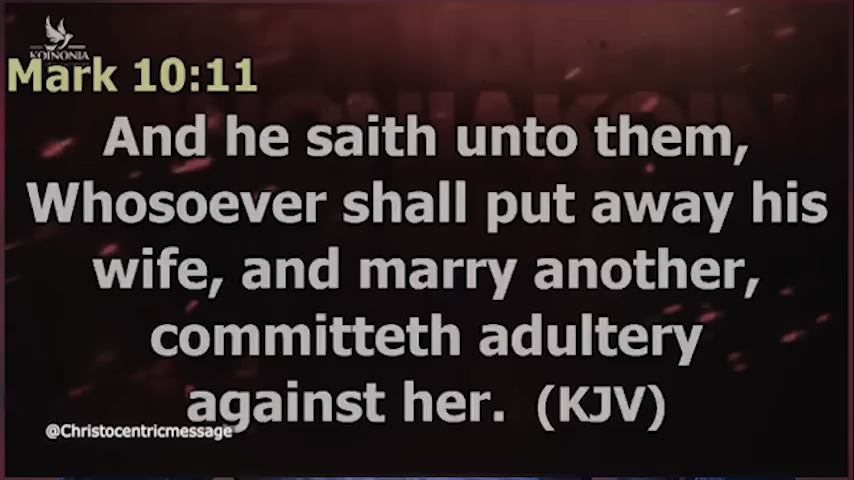 KOINONIA
Mark 10:11
And he saith unto them,
Whosoever shall put away his
wife, and marry another,
committeth adultery
against her. (KJV)
@Christocentricmessage